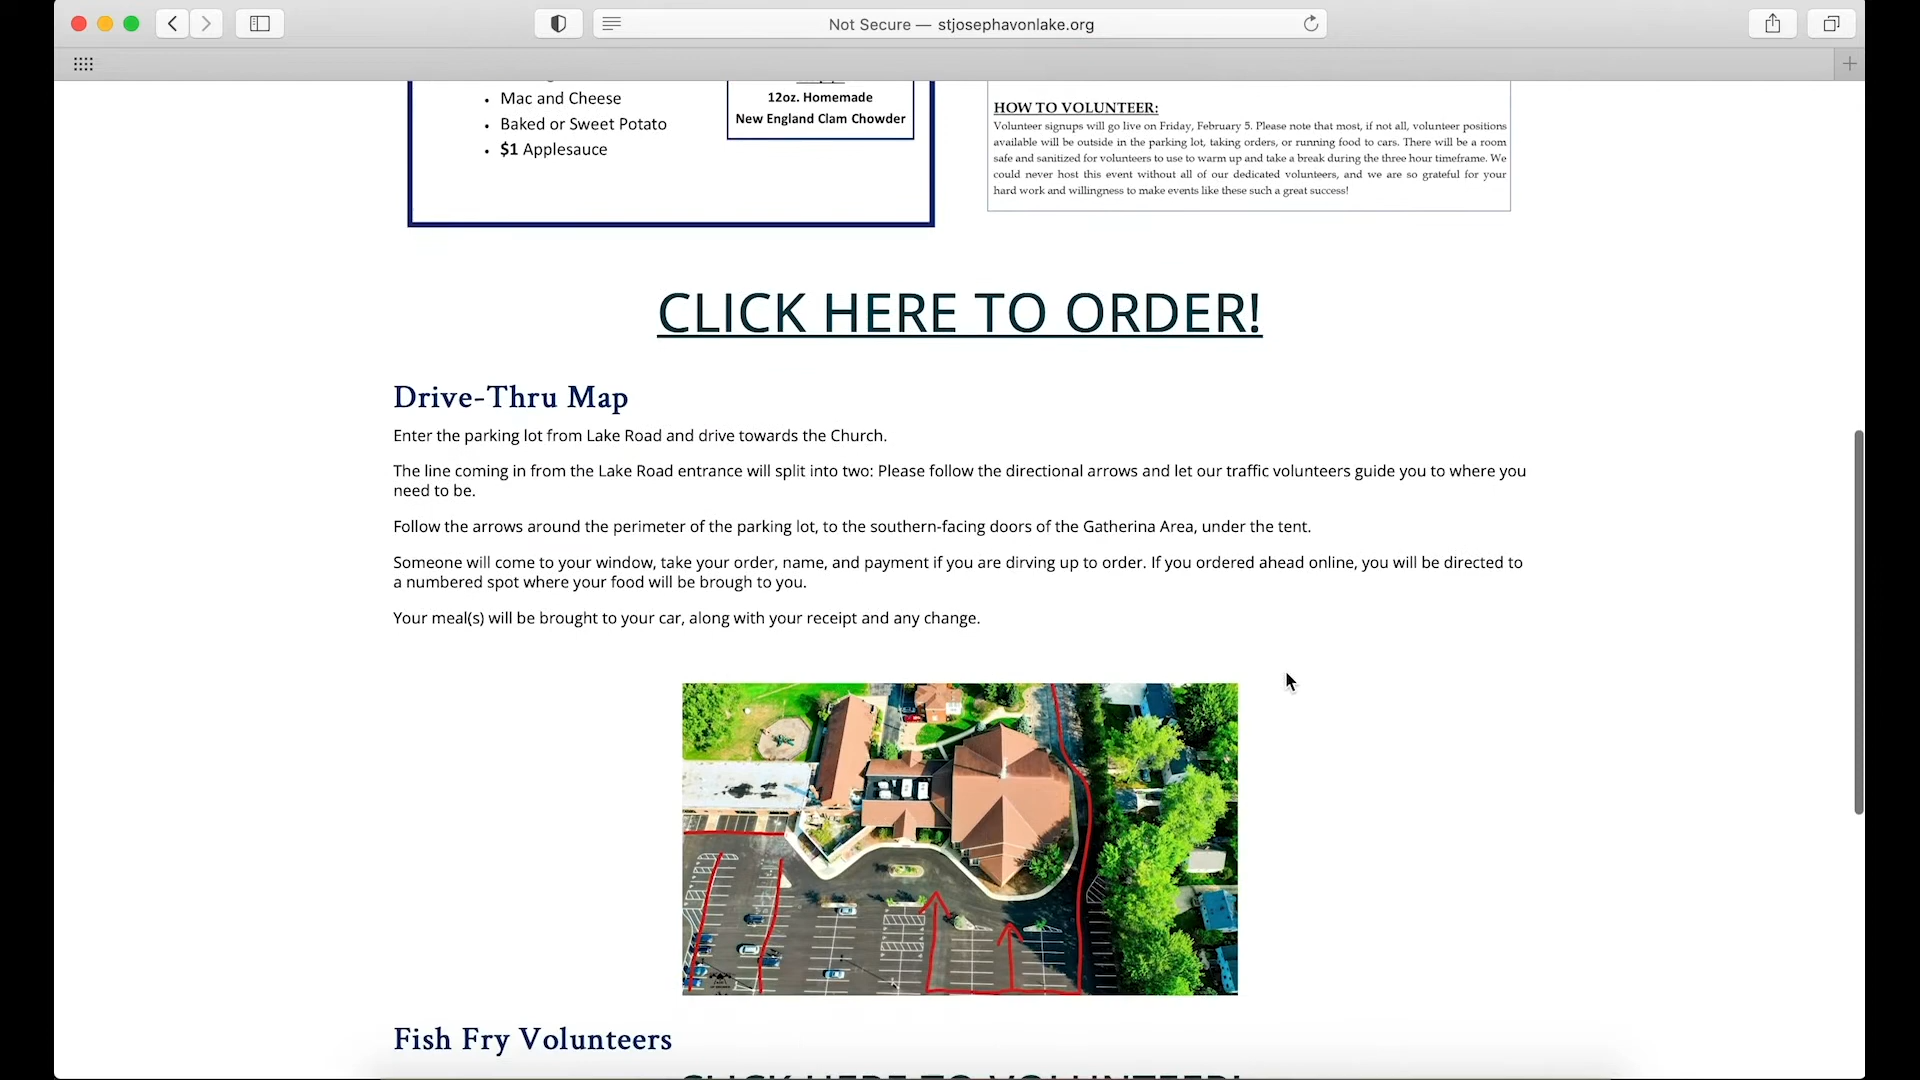 Not Secure — stjosephavonlake.org
• Mac and Cheese
• Baked or Sweet Potato
• $1 Applesauce
12oz. Homemade
New England Clam Chowder
HOW TO VOLUNTEER:
Volunteer signups will go live on Friday, February 5. Please note that most, if not all, volunteer positions
available will be outside in the parking lot, taking orders, or running food to cars. There will be a room
safe and sanitized for volunteers to use to warm up and take a break during the three hour timeframe. We
could never host this event without all of our dedicated volunteers, and we are so grateful for your
hard work and willingness to make events like these such a great success!
CLICK HERE TO ORDER!
Drive-Thru Map
Enter the parking lot from Lake Road and drive towards the Church.
The line coming in from the Lake Road entrance will split into two: Please follow the directional arrows and let our traffic volunteers guide you to where you
need to be.
Follow the arrows around the perimeter of the parking lot, to the southern-facing doors of the Gatherina Area, under the tent.
Someone will come to your window, take your order, name, and payment if you are dirving up to order. If you ordered ahead online, you will be directed to
a numbered spot where your food will be brough to you.
Your meal(s) will be brought to your car, along with your receipt and any change.
Fish Fry Volunteers
CLICK HERE TO VOLUNTEER!